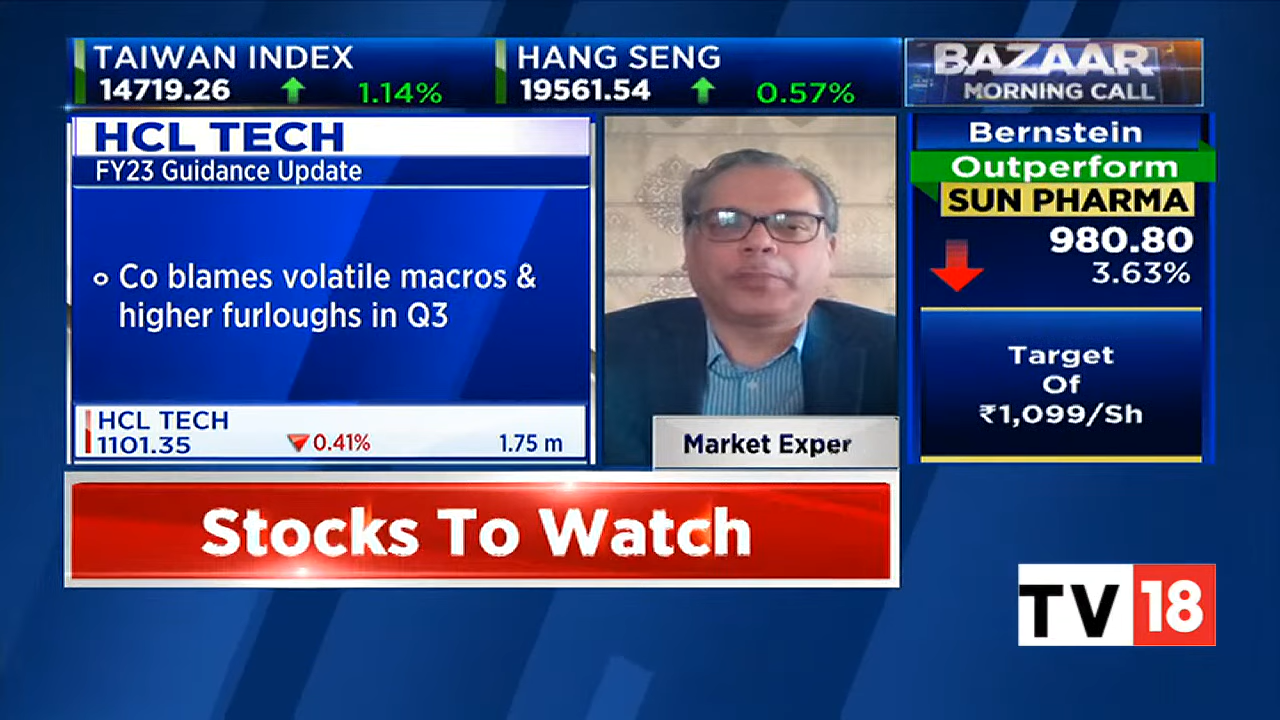 TAIWAN INDEX
14719.26 1.14%
HANG SENG
19561.54 0.57%
BAZAAR
MORNING CALL
HCL TECH
FY23 Guidance Update
Co blames volatile macros &
higher furloughs in Q3
HCL TECH
1101.35 0.41% 1.75 m
Market Exper
Bernstein
Outperform
SUN PHARMA
980.80
3.63%
Target
Of
₹1,099/Sh
Stocks To Watch
TV18